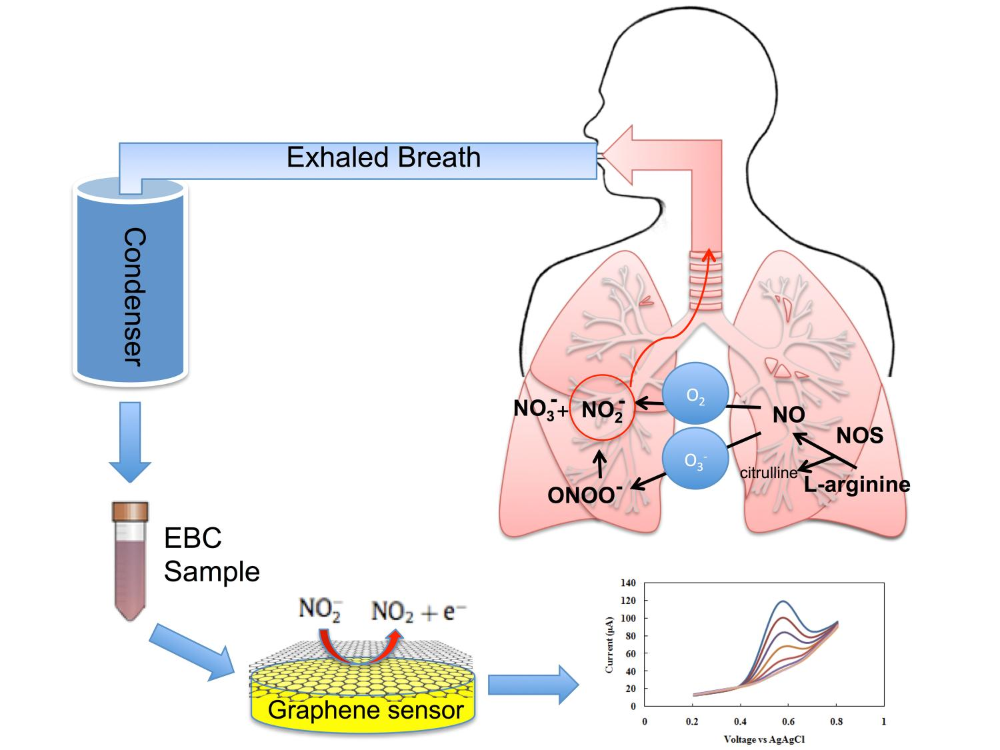 Exhaled Breath
Condenser
O₂
NO₃⁻+ NO₂⁻
NO
NOS
O₃⁻
citrulline
L-arginine
ONOO⁻
EBC
Sample
NO₂⁻ NO₂ + e⁻
Graphene sensor
140
120
100
80
60
40
20
0
Current (µA)
0 0.2 0.4 0.6 0.8 1
Voltage vs AgAgCl